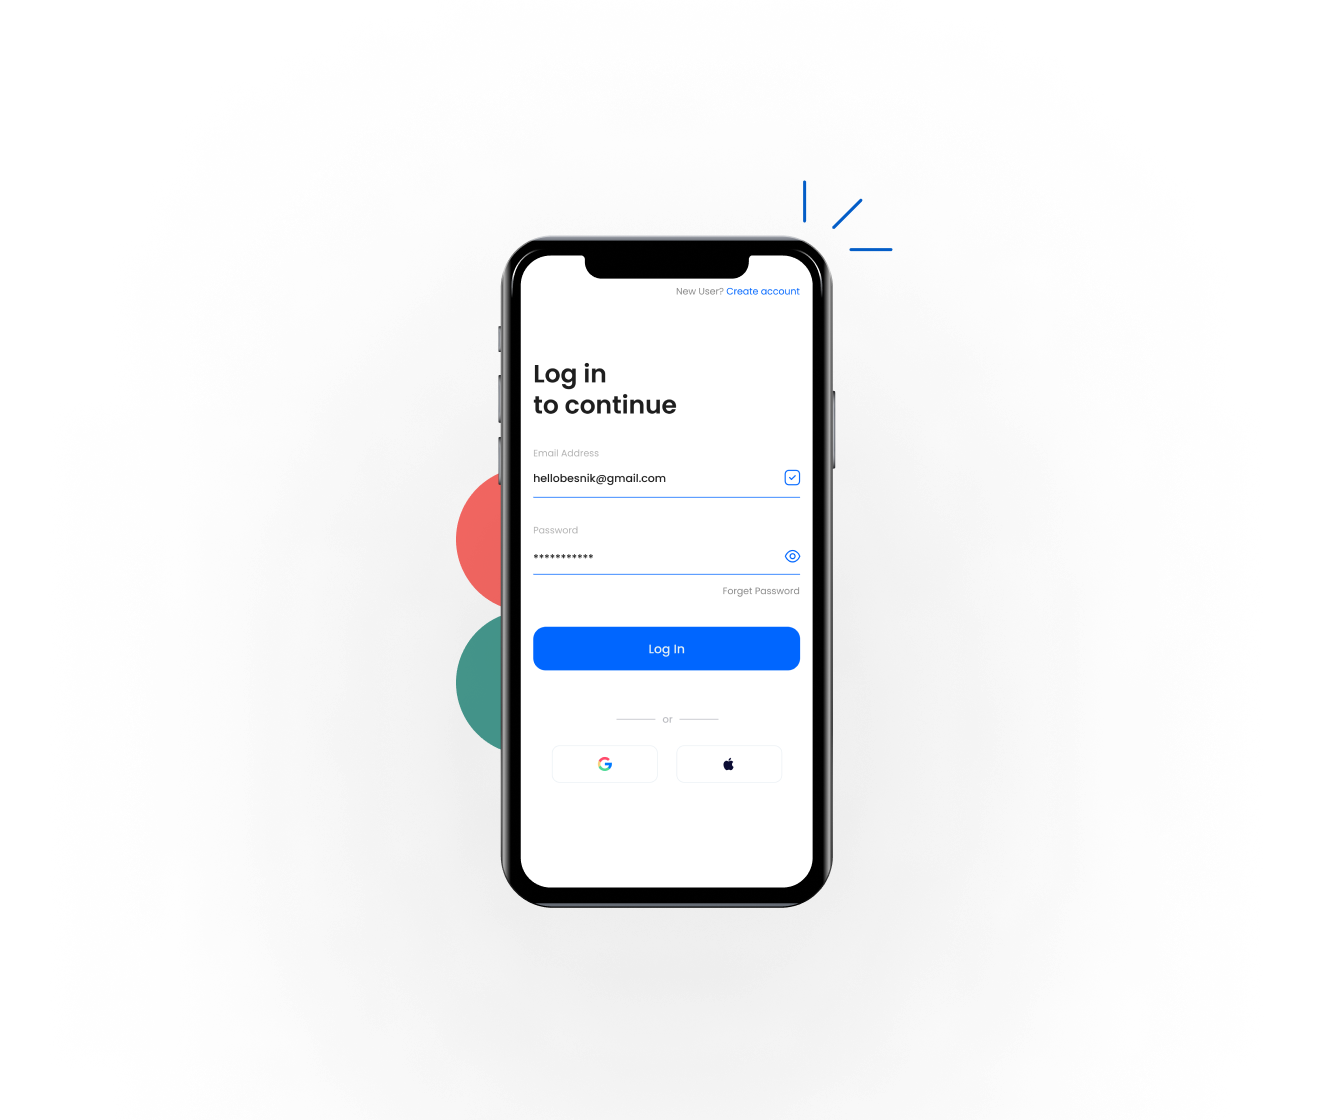 New User? Create account
Log in
to continue
Email Address
hellobesnik@gmail.com
Password
***********
Forget Password
Log In
or